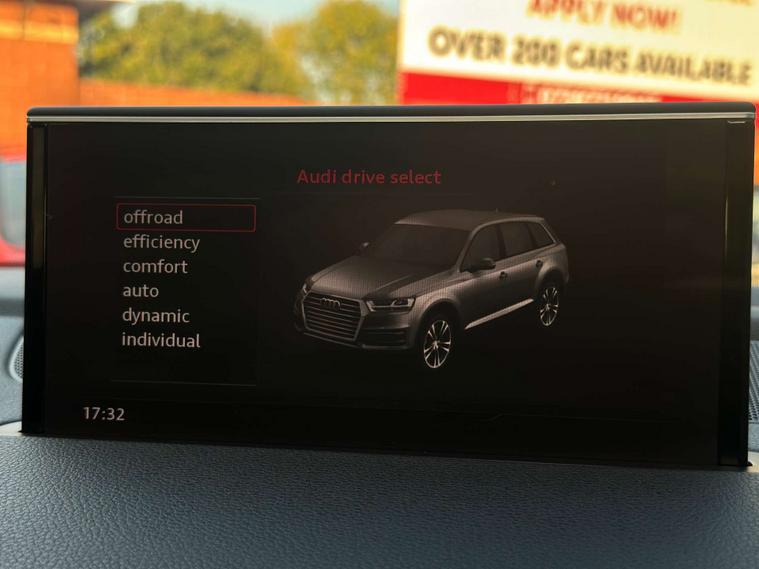 APPLY NOW!
OVER 200 CARS AVAILABLE
Audi drive select
offroad
efficiency
comfort
auto
dynamic
individual
17:32